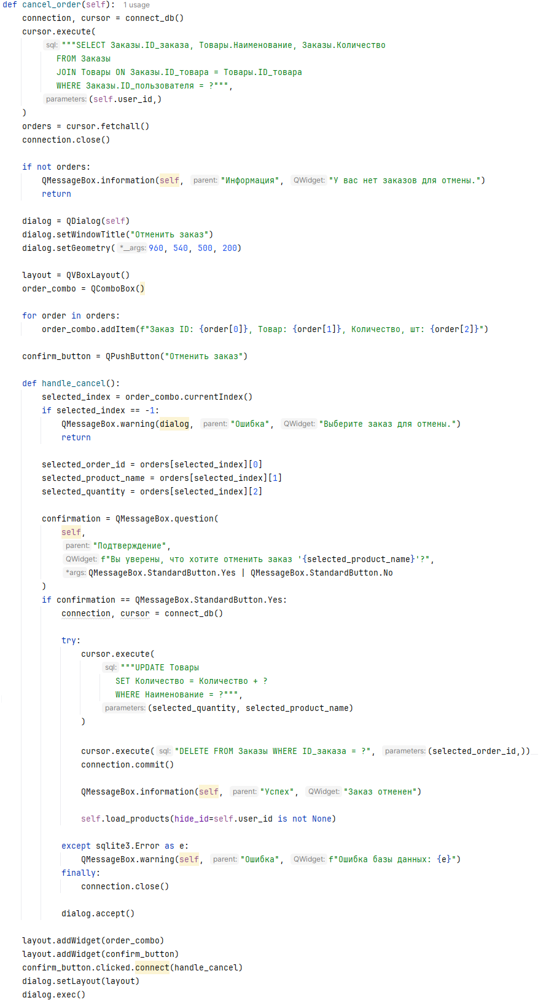 def cancel_order(self): 1 usage
    connection, cursor = connect_db()
    cursor.execute(
        sql: """SELECT Заказы.ID_заказа, Товары.Наименование, Заказы.Количество
           FROM Заказы
           JOIN Товары ON Заказы.ID_товара = Товары.ID_товара
           WHERE Заказы.ID_пользователя = ?""",
        parameters: (self.user_id,)
    )
    orders = cursor.fetchall()
    connection.close()

    if not orders:
        QMessageBox.information(self, parent: "Информация", QWidget: "У вас нет заказов для отмены.")
        return

    dialog = QDialog(self)
    dialog.setWindowTitle("Отменить заказ")
    dialog.setGeometry( *__args: 960, 540, 500, 200)

    layout = QVBoxLayout()
    order_combo = QComboBox()

    for order in orders:
        order_combo.addItem(f"Заказ ID: {order[0]}, Товар: {order[1]}, Количество, шт: {order[2]}")

    confirm_button = QPushButton("Отменить заказ")

    def handle_cancel():
        selected_index = order_combo.currentIndex()
        if selected_index == -1:
            QMessageBox.warning(dialog, parent: "Ошибка", QWidget: "Выберите заказ для отмены.")
            return

        selected_order_id = orders[selected_index][0]
        selected_product_name = orders[selected_index][1]
        selected_quantity = orders[selected_index][2]

        confirmation = QMessageBox.question(
            self,
            parent: "Подтверждение",
            QWidget: f"Вы уверены, что хотите отменить заказ '{selected_product_name}'?",
            *args: QMessageBox.StandardButton.Yes | QMessageBox.StandardButton.No
        )
        if confirmation == QMessageBox.StandardButton.Yes:
            connection, cursor = connect_db()

            try:
                cursor.execute(
                    sql: """UPDATE Товары
                       SET Количество = Количество + ?
                       WHERE Наименование = ?""",
                    parameters: (selected_quantity, selected_product_name)
                )

                cursor.execute( sql: "DELETE FROM Заказы WHERE ID_заказа = ?", parameters: (selected_order_id,))
                connection.commit()

                QMessageBox.information(self, parent: "Успех", QWidget: "Заказ отменен")

                self.load_products(hide_id=self.user_id is not None)

            except sqlite3.Error as e:
                QMessageBox.warning(self, parent: "Ошибка", QWidget: f"Ошибка базы данных: {e}")
            finally:
                connection.close()

            dialog.accept()

    layout.addWidget(order_combo)
    layout.addWidget(confirm_button)
    confirm_button.clicked.connect(handle_cancel)
    dialog.setLayout(layout)
    dialog.exec()